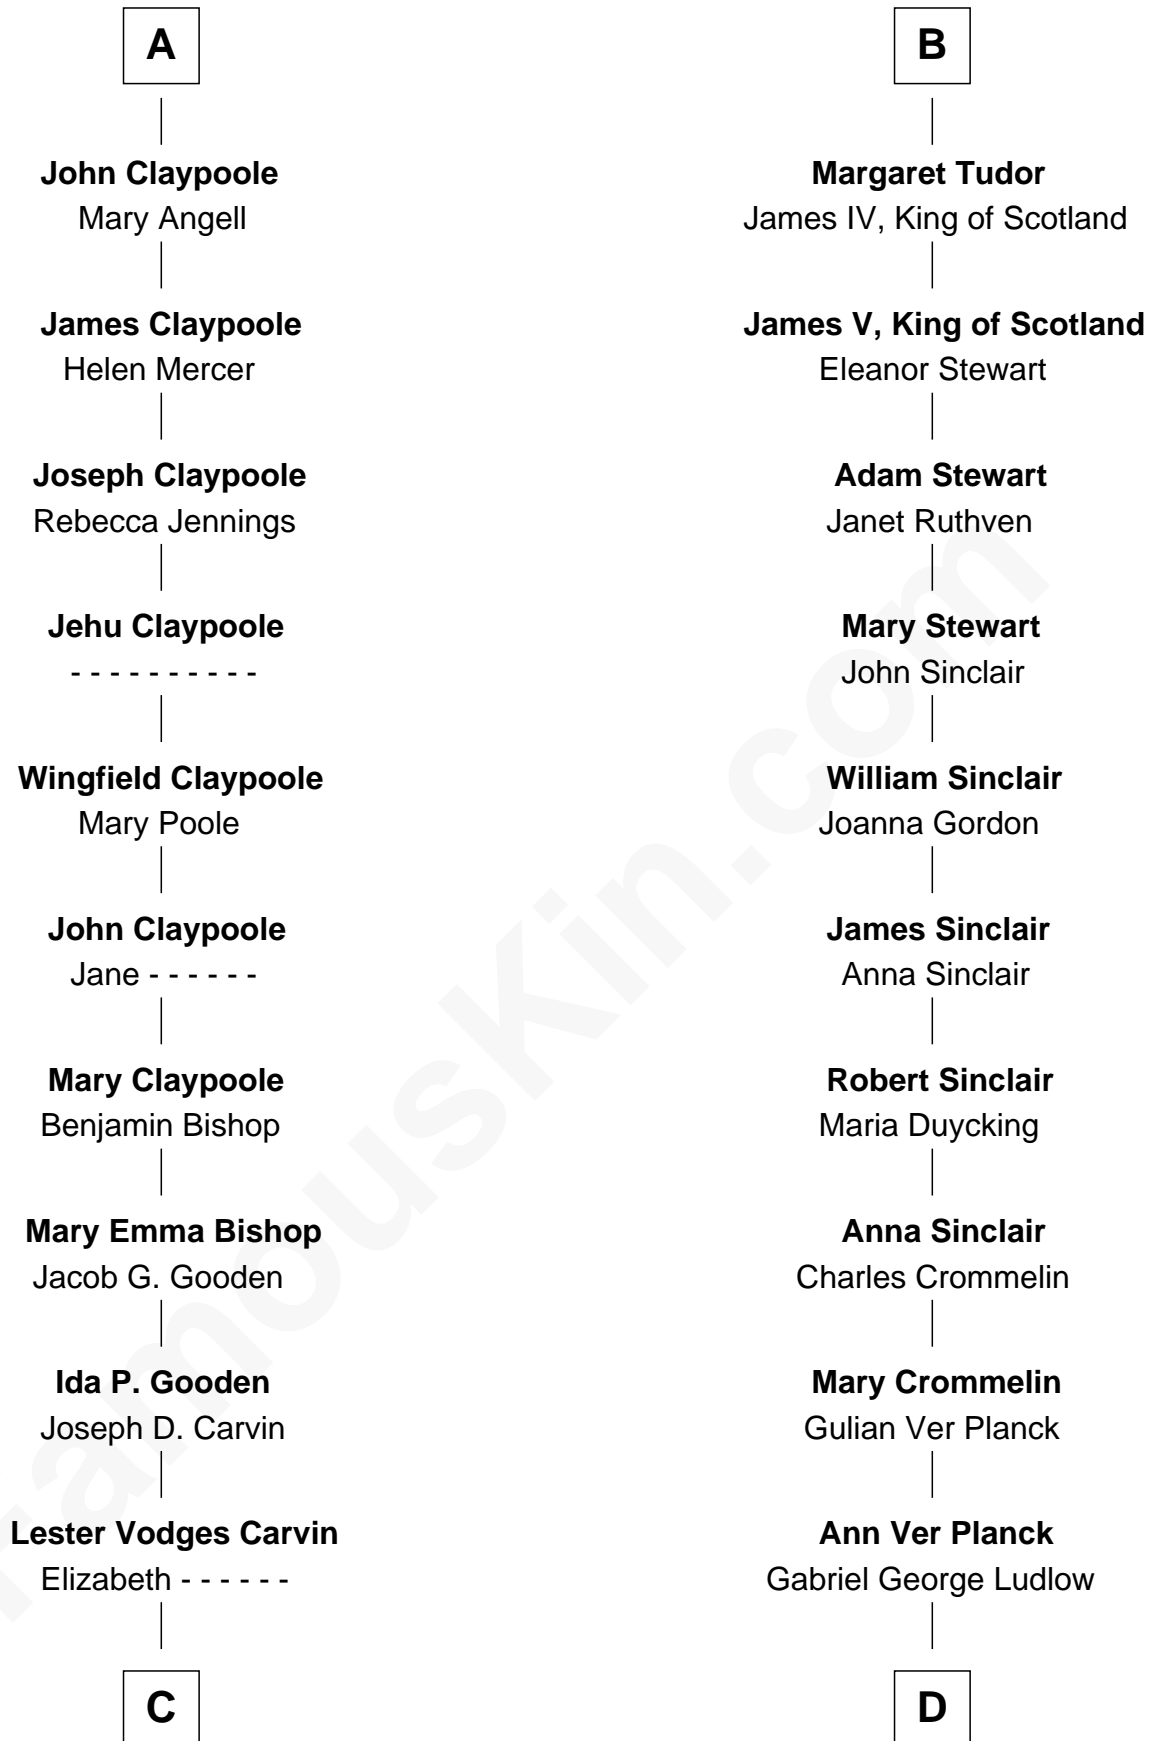 A
John Claypoole
Mary Angell
James Claypoole
Helen Mercer
Joseph Claypoole
Rebecca Jennings
Jehu Claypoole
- - - - - - - - - -
Wingfield Claypoole
Mary Poole
John Claypoole
Jane - - - - - -
Mary Claypoole
Benjamin Bishop
Mary Emma Bishop
Jacob G. Gooden
Ida P. Gooden
Joseph D. Carvin
Lester Vodges Carvin
Elizabeth - - - - - -
C
B
Margaret Tudor
James IV, King of Scotland
James V, King of Scotland
Eleanor Stewart
Adam Stewart
Janet Ruthven
Mary Stewart
John Sinclair
William Sinclair
Joanna Gordon
James Sinclair
Anna Sinclair
Robert Sinclair
Maria Duycking
Anna Sinclair
Charles Crommelin
Mary Crommelin
Gulian Ver Planck
Ann Ver Planck
Gabriel George Ludlow
D
FamousKin.com